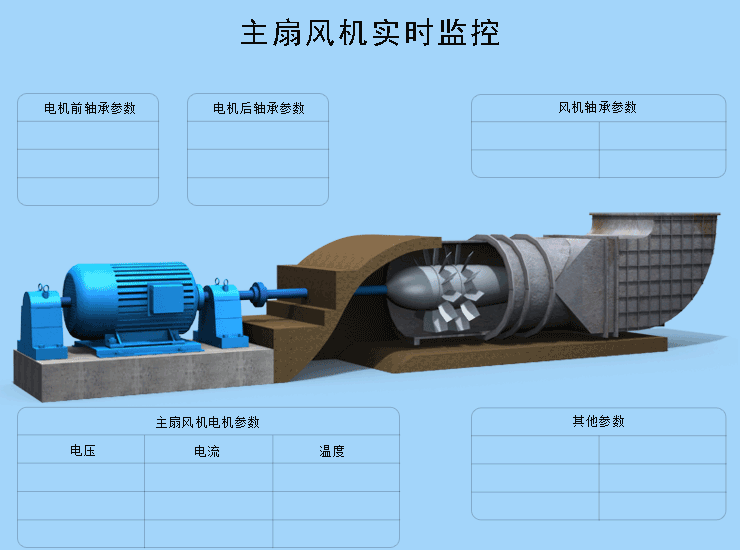 主扇风机实时监控
电机前轴承参数
电机后轴承参数
风机轴承参数
主扇风机电机参数
电压
电流
温度
其他参数